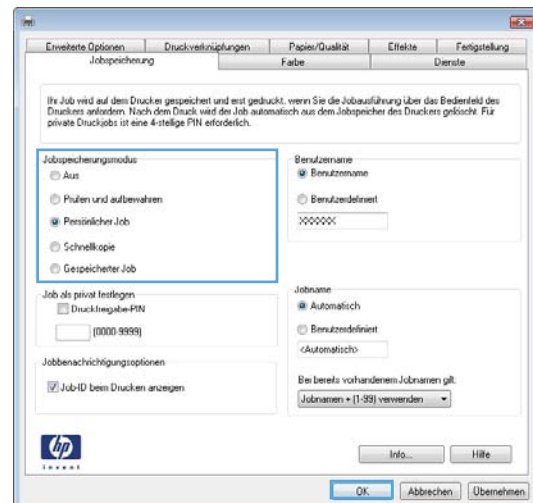 Erweiterte Optionen Druckverknüpfungen Papier/Qualität Effekte Fertigstellung
Jobspeicherung Farbe Dienste
Ihr Job wird auf dem Drucker gespeichert und erst gedruckt, wenn Sie die Jobausführung über das Bedienfeld des
Druckers anfordern. Nach dem Druck wird der Job automatisch aus dem Jobspeicher des Druckers gelöscht. Für
private Druckjobs ist eine 4-stellige PIN erforderlich.
Jobspeicherungsmodus
Aus
Prüfen und aufbewahren
Persönlicher Job
Schnellkopie
Gespeicherter Job
Benutzername
Benutzername
Benutzerdefiniert
XXXXXX
Job als privat festlegen
Druckfreigabe-PIN
(0000-9999)
Jobname
Automatisch
Benutzerdefiniert
<Automatisch>
Jobbenachrichtigungsoptionen
Job-ID beim Drucken anzeigen
Bei bereits vorhandenem Jobnamen gilt:
Jobnamen + (1-99) verwenden
hp
invent
Info... Hilfe
OK Abbrechen Übernehmen